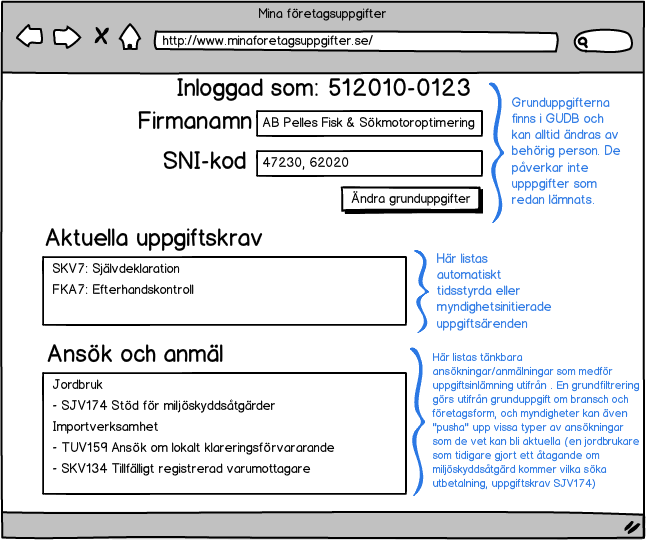 Mina företagsuppgifter
http://www.minaforetagsuppgifter.se/
Inloggad som: 512010-0123
Firmanamn
AB Pelles Fisk & Sökmotoroptimering
SNI-kod
47230, 62020
Ändra grunduppgifter
Grunduppgifterna
finns i GUDB och
kan alltid ändras av
behörig person. De
påverkar inte
upppgifter som
redan lämnats.
Aktuella uppgiftskrav
SKV7: Självdeklaration
FKA7: Efterhandskontroll
Här listas
automatiskt
tidsstyrda eller
myndighetsinitierade
uppgiftsärenden
Ansök och anmäl
Jordbruk
- SJV174 Stöd för miljöskyddsåtgärder
Importverksamhet
- TUV159 Ansök om lokalt klareringsförvararande
- SKV134 Tillfälligt registrerad varumottagare
Här listas tänkbara
ansökningar/anmälningar som medför
uppgiftsinlämning utifrån . En grundfiltrering
görs utifrån grunduppgift om bransch och
företagsform, och myndigheter kan även
"pusha" upp vissa typer av ansökningar
som de vet kan bli aktuella (en jordbrukare
som tidigare gjort ett åtagande om
miljöskyddsåtgärd kommer vilka söka
utbetalning, uppgiftskrav SJV174)